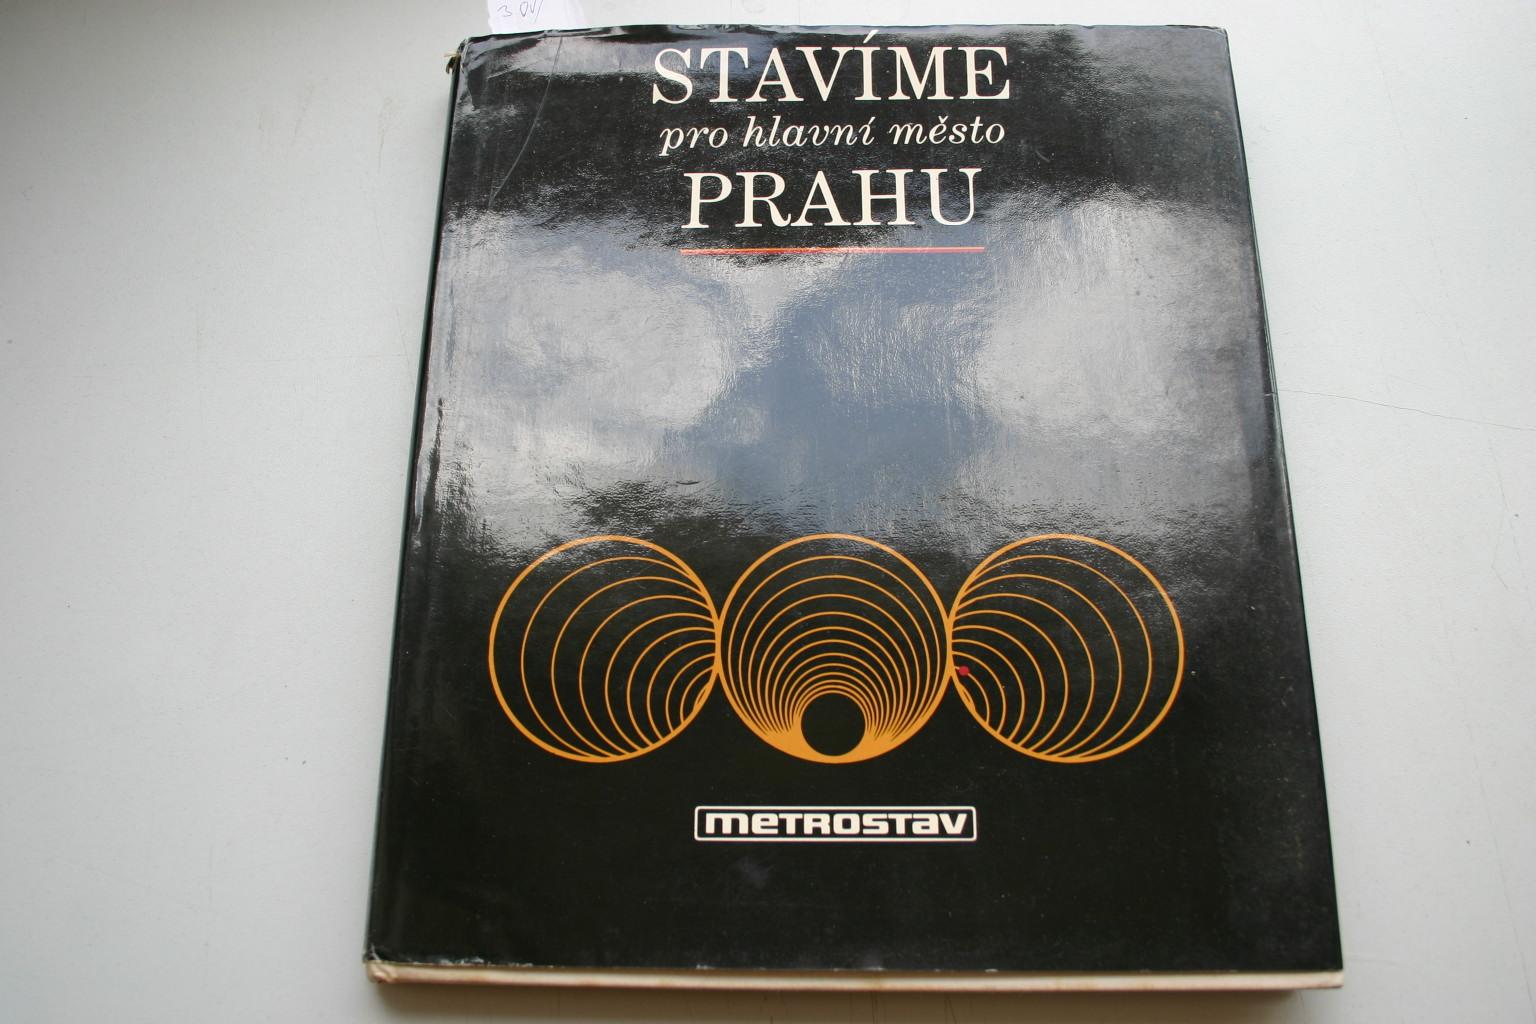 STAVÍME
pro hlavní město
PRAHU
METROSTAV